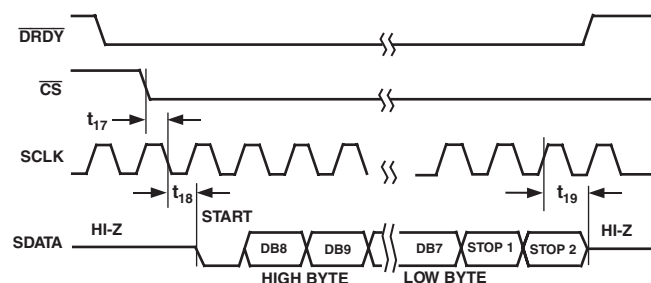 DRDY
CS
t17
SCLK
t18
t19
START
SDATA
HI-Z
DB8
DB9
DB7
STOP 1
STOP 2
HI-Z
HIGH BYTE
LOW BYTE